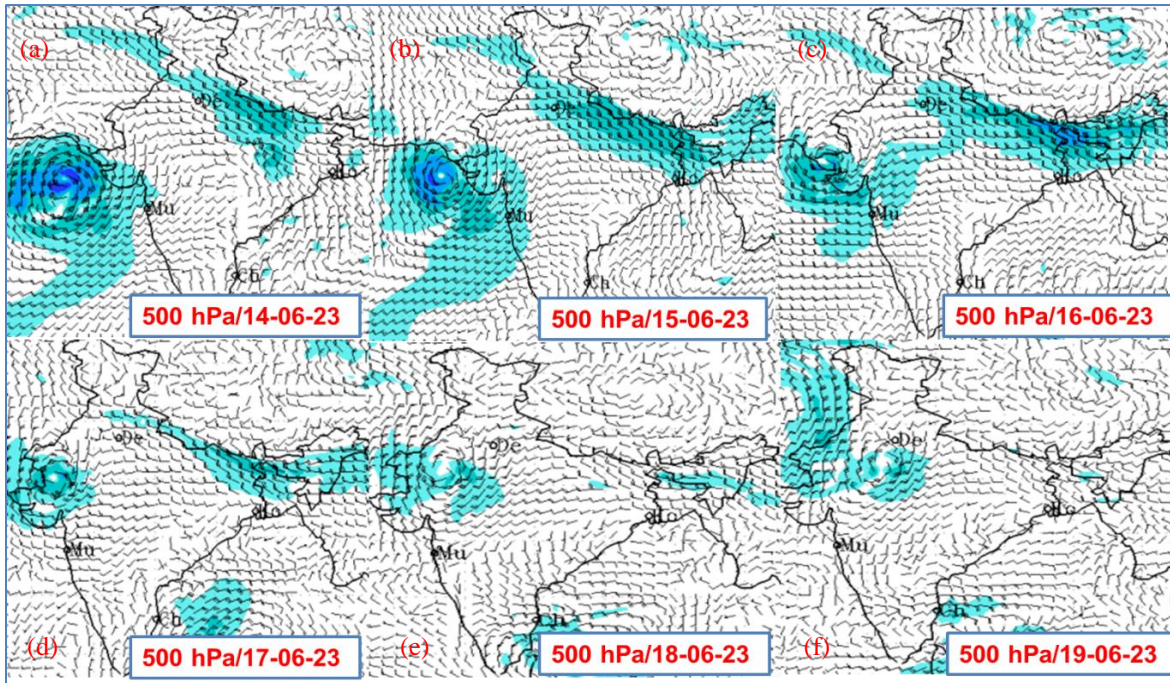 (a)
De
Ko
Mu
Ch
500 hPa/14-06-23
(b)
De
Ko
Mu
Ch
500 hPa/15-06-23
(c)
De
Ko
Mu
Ch
500 hPa/16-06-23
De
Ko
Mu
Ch
(d)
500 hPa/17-06-23
De
Ko
Mu
Ch
(e)
500 hPa/18-06-23
De
Ko
Mu
Ch
(f)
500 hPa/19-06-23